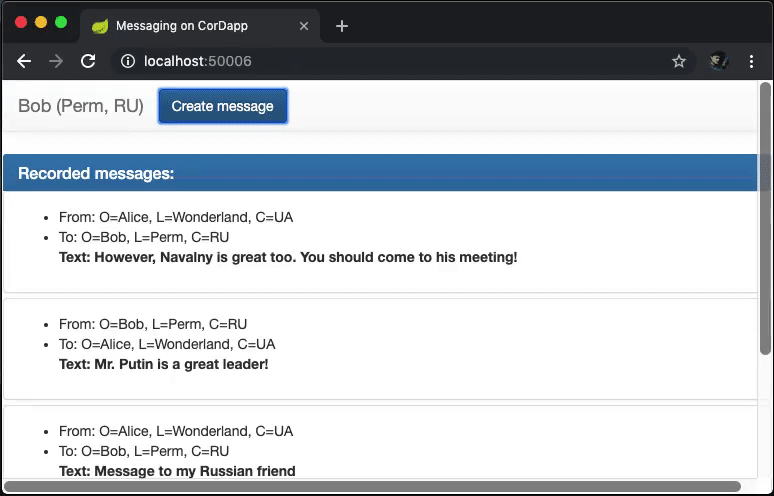 Messaging on CorDapp
localhost:50006
Bob (Perm, RU) Create message
Recorded messages:
From: O=Alice, L=Wonderland, C=UA
To: O=Bob, L=Perm, C=RU
Text: However, Navalny is great too. You should come to his meeting!
From: O=Bob, L=Perm, C=RU
To: O=Alice, L=Wonderland, C=UA
Text: Mr. Putin is a great leader!
From: O=Alice, L=Wonderland, C=UA
To: O=Bob, L=Perm, C=RU
Text: Message to my Russian friend